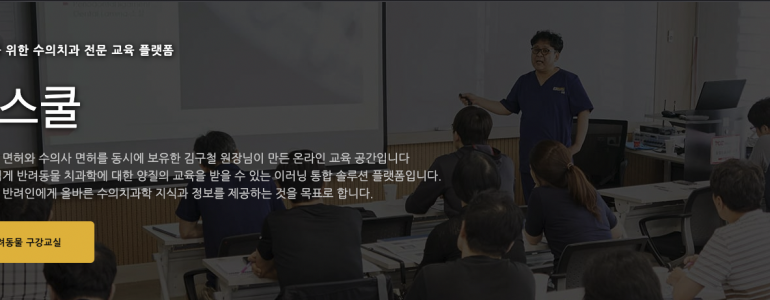 위한 수의치과 전문 교육 플랫폼
스쿨
면허와 수의사 면허를 동시에 보유한 김구철 원장님이 만든 온라인 교육 공간입니다
게 반려동물 치과학에 대한 양질의 교육을 받을 수 있는 이러닝 통합 솔루션 플랫폼입니다.
반려인에게 올바른 수의치과학 지식과 정보를 제공하는 것을 목표로 합니다.
려동물 구강교실